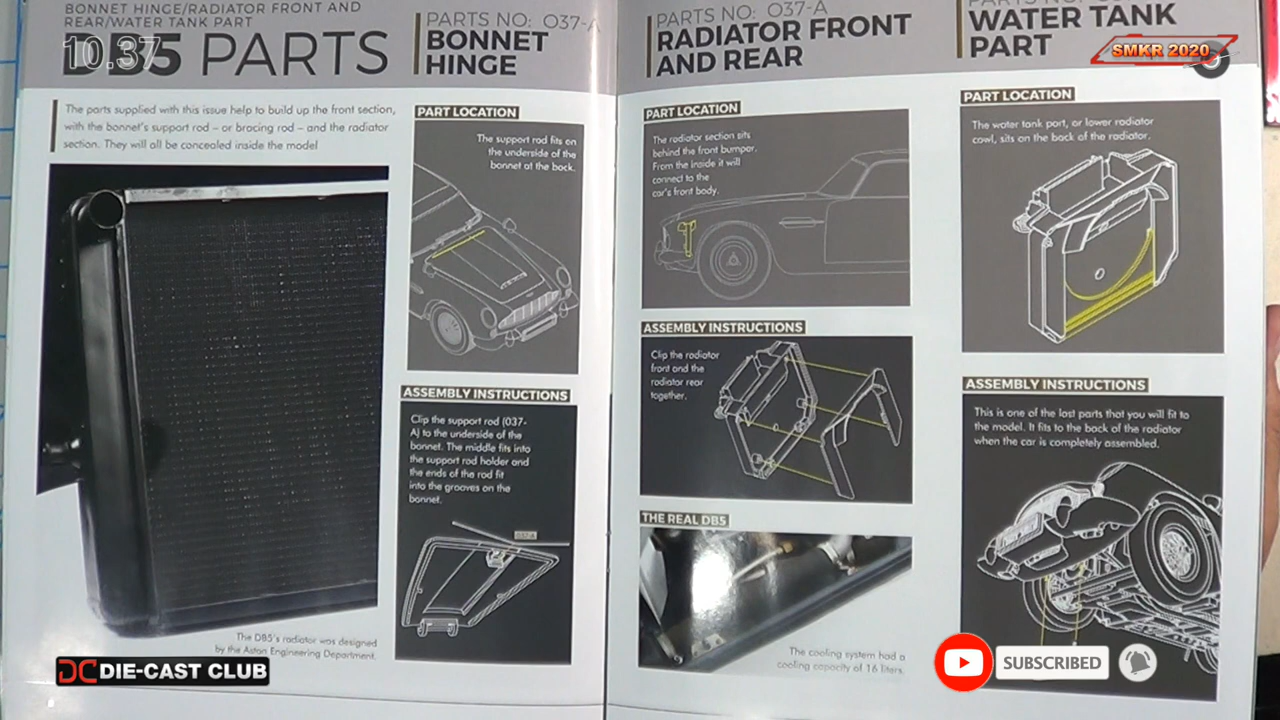 BONNET HINGE/RADIATOR FRONT AND
REAR/WATER TANK PART
DB5 PARTS
10.37
The parts supplied with this issue help to build up the front section,
with the bonnet's support rod – or bracing rod – and the radiator
section. They will all be concealed inside the model
The DB5's radiator was designed
by the Aston Engineering Department.
DC DIE-CAST CLUB
PARTS NO: 037-A
BONNET
HINGE
PART LOCATION
The support rod fits on
the underside of the
bonnet at the back.
ASSEMBLY INSTRUCTIONS
Clip the support rod (037-
A) to the underside of the
bonnet. The middle fits into
the support rod holder and
the ends of the rod fit
into the grooves on the
bonnet.
037-A
PARTS NO: 037-A
RADIATOR FRONT
AND REAR
PART LOCATION
The radiator section sits
behind the front bumper.
From the inside it will
connect to the
car's front body.
ASSEMBLY INSTRUCTIONS
Clip the radiator
front and the
radiator rear
together.
THE REAL DB5
The cooling system had a
cooling capacity of 16 liters.
PARTS NO:
WATER TANK
PART
SMKR 2020
PART LOCATION
The water tank part, or lower radiator
cowl, sits on the back of the radiator.
ASSEMBLY INSTRUCTIONS
This is one of the last parts that you will fit to
the model. It fits to the back of the radiator
when the car is completely assembled.
SUBSCRIBED